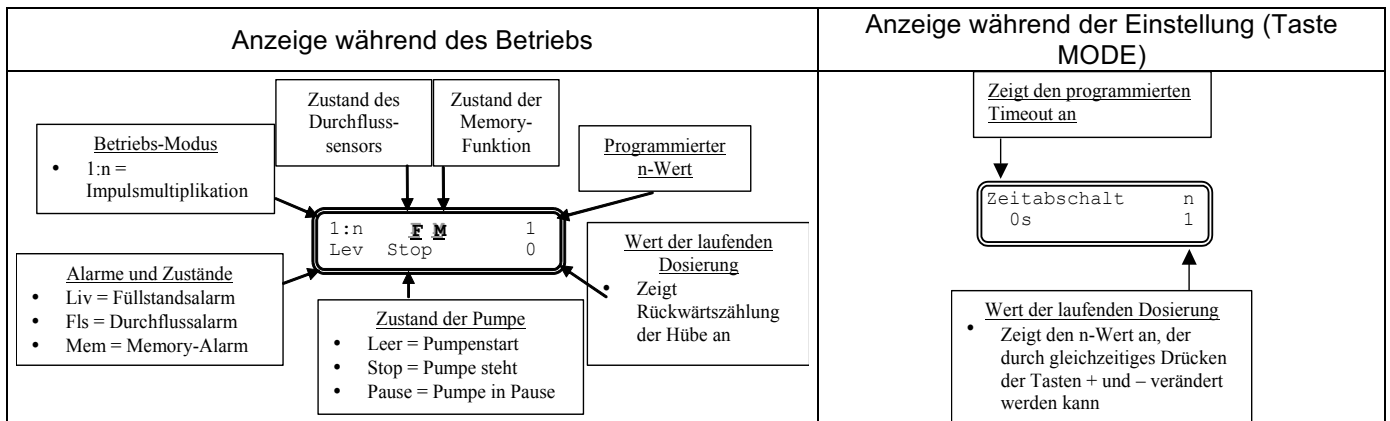 Anzeige während des Betriebs
Anzeige während der Einstellung (Taste
MODE)
Zustand des
Durchfluss-
sensors
Zustand der
Memory-
Funktion
Betriebs-Modus
• 1:n =
Impulsmultiplikation
Programmierter
n-Wert
1:n F M 1
Lev Stop 0
Alarme und Zustände
• Liv = Füllstandsalarm
• Fls = Durchflussalarm
• Mem = Memory-Alarm
Zustand der Pumpe
• Leer = Pumpenstart
• Stop = Pumpe steht
• Pause = Pumpe in Pause
Wert der laufenden
Dosierung
• Zeigt
Rückwärtszählung
der Hübe an
Zeigt den programmierten
Timeout an
Zeitabschalt n
0s 1
Wert der laufenden Dosierung
• Zeigt den n-Wert an, der
durch gleichzeitiges Drücken
der Tasten + und – verändert
werden kann